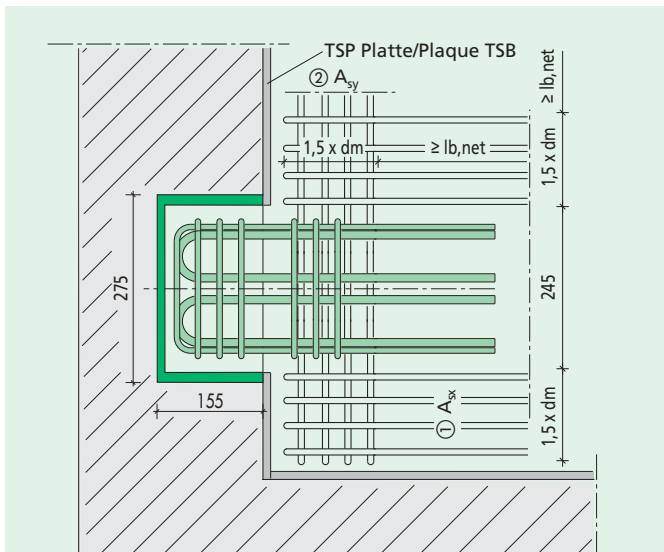 TSP Platte/Plaque TSB
② Asy
1,5 x dm
≥ lb,net
≥ lb,net
1,5 x dm
245
1,5 x dm
275
155
① Asx